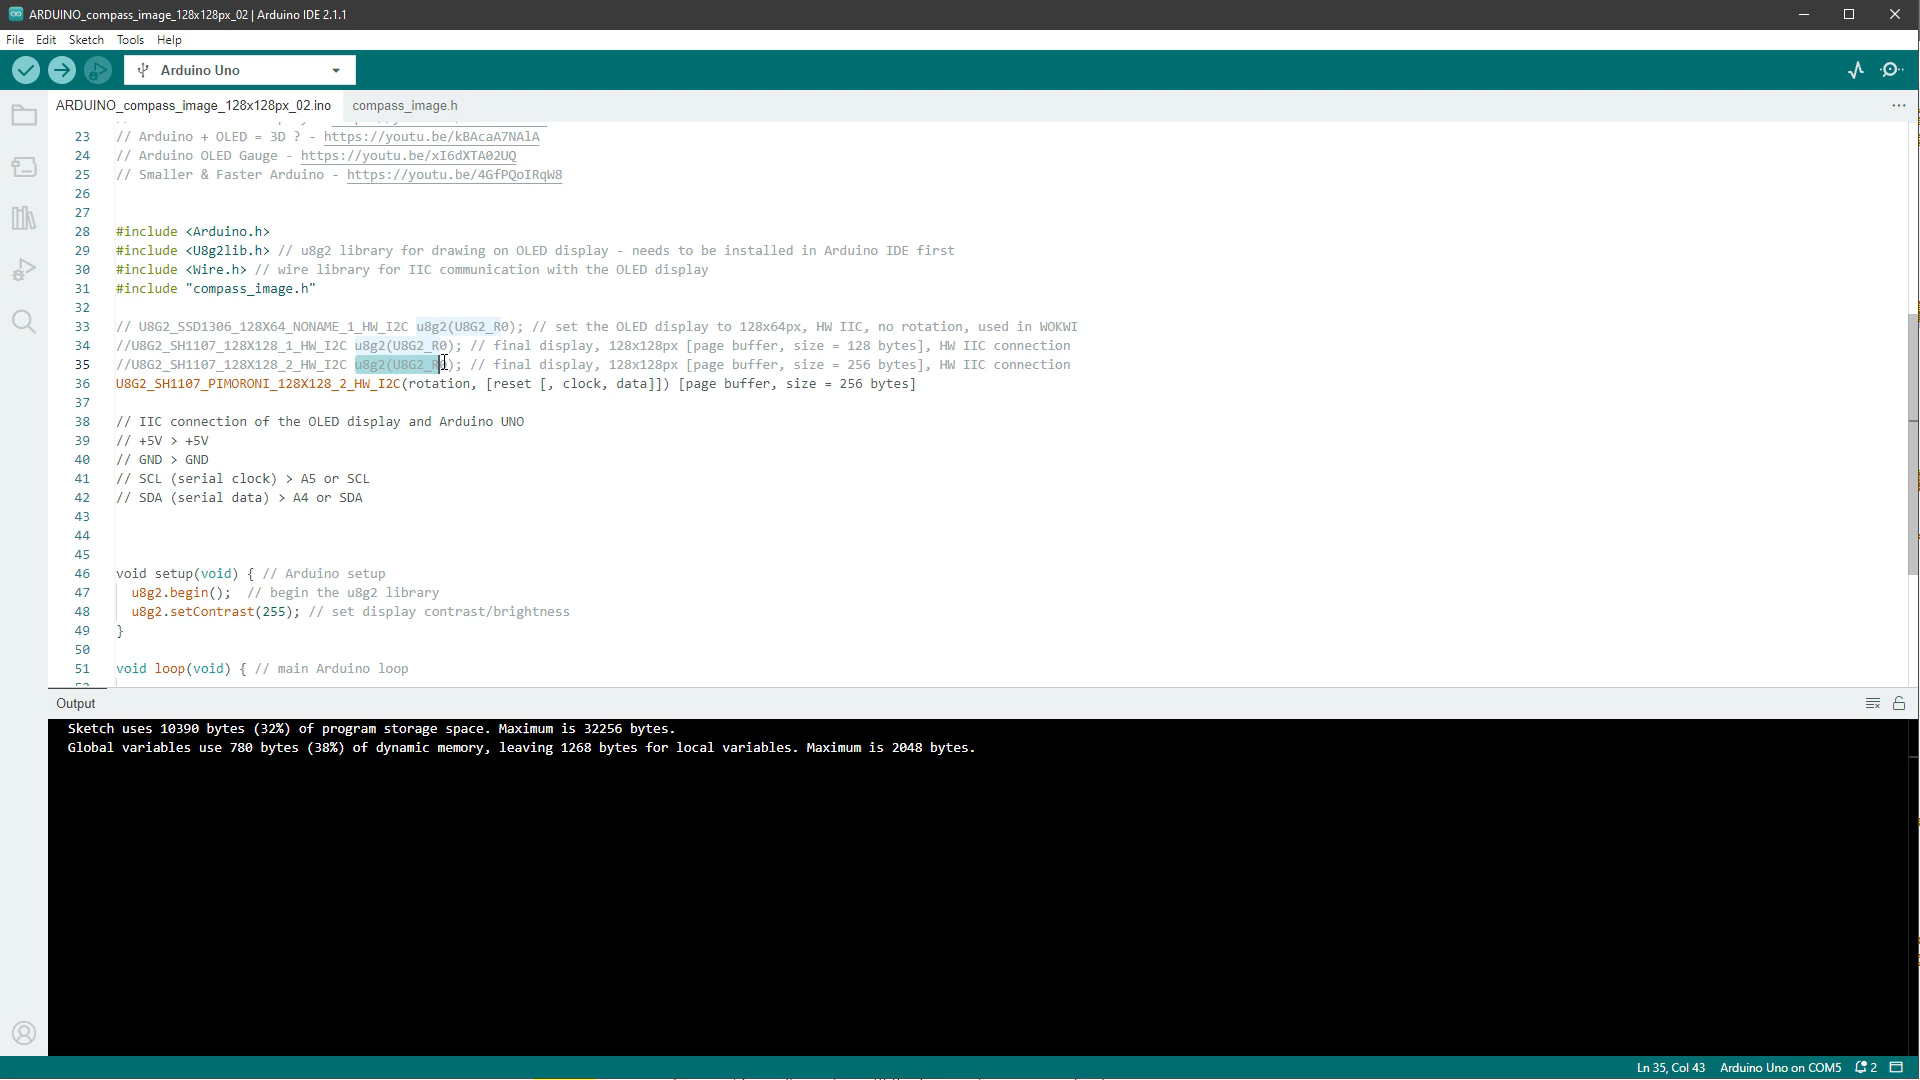 ARDUINO_compass_image_128x128px_02 | Arduino IDE 2.1.1
File Edit Sketch Tools Help
Arduino Uno
ARDUINO_compass_image_128x128px_02.ino compass_image.h
23 // Arduino + OLED = 3D ? - https://youtu.be/kBAcaA7NAlA
24 // Arduino OLED Gauge - https://youtu.be/xI6dXTA02UQ
25 // Smaller & Faster Arduino - https://youtu.be/4GfPQoIRqW8
26
27
28 #include <Arduino.h>
29 #include <U8g2lib.h> // u8g2 library for drawing on OLED display - needs to be installed in Arduino IDE first
30 #include <Wire.h> // wire library for IIC communication with the OLED display
31 #include "compass_image.h"
32
33 // U8G2_SSD1306_128X64_NONAME_1_HW_I2C u8g2(U8G2_R0); // set the OLED display to 128x64px, HW IIC, no rotation, used in WOKWI
34 //U8G2_SH1107_128X128_1_HW_I2C u8g2(U8G2_R0); // final display, 128x128px [page buffer, size = 128 bytes], HW IIC connection
35 //U8G2_SH1107_128X128_2_HW_I2C u8g2(U8G2_R0); // final display, 128x128px [page buffer, size = 256 bytes], HW IIC connection
36 U8G2_SH1107_PIMORONI_128X128_2_HW_I2C(rotation, [reset [, clock, data]]) [page buffer, size = 256 bytes]
37
38 // IIC connection of the OLED display and Arduino UNO
39 // +5V > +5V
40 // GND > GND
41 // SCL (serial clock) > A5 or SCL
42 // SDA (serial data) > A4 or SDA
43
44
45
46 void setup(void) { // Arduino setup
47 u8g2.begin(); // begin the u8g2 library
48 u8g2.setContrast(255); // set display contrast/brightness
49 }
50
51 void loop(void) { // main Arduino loop
Output
Sketch uses 10390 bytes (32%) of program storage space. Maximum is 32256 bytes.
Global variables use 780 bytes (38%) of dynamic memory, leaving 1268 bytes for local variables. Maximum is 2048 bytes.
Ln 35, Col 43 Arduino Uno on COM5 2